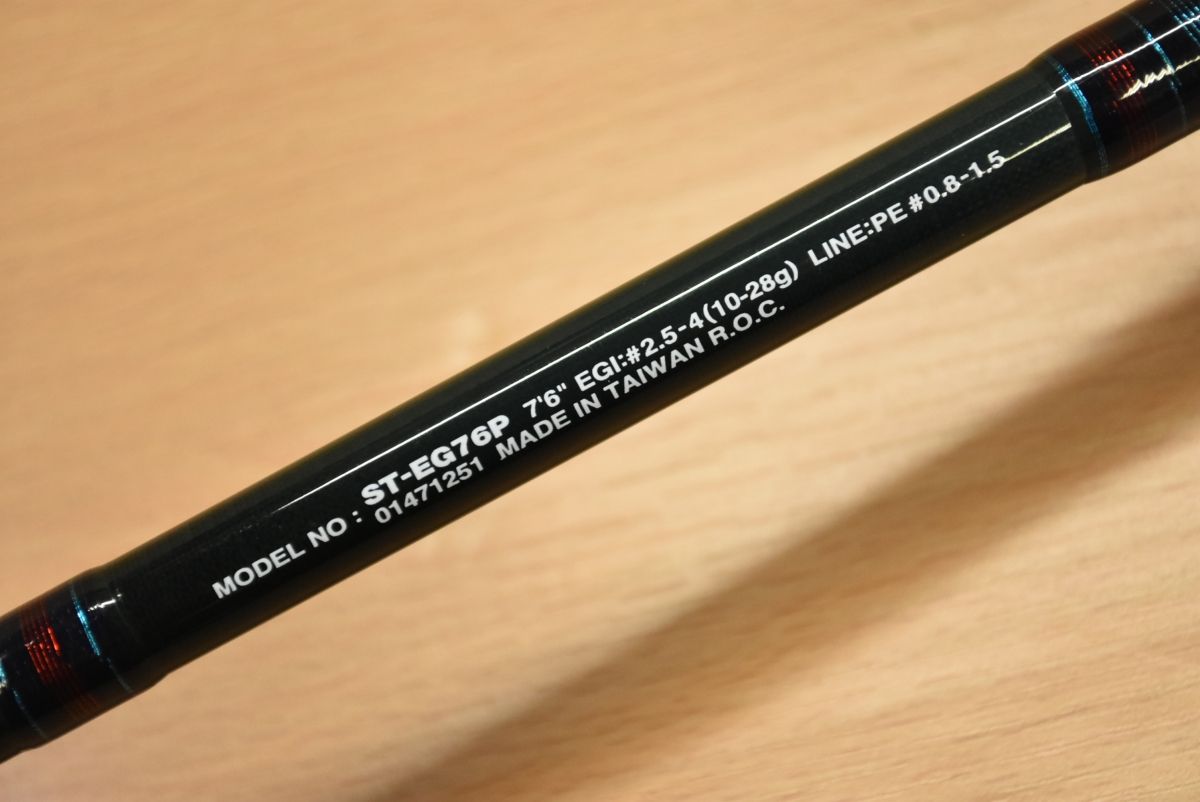 MODEL NO : ST-EG76P 7'6" EGI:#2.5-4(10-28g) LINE:PE#0.8-1.5
01471251 MADE IN TAIWAN R.O.C.